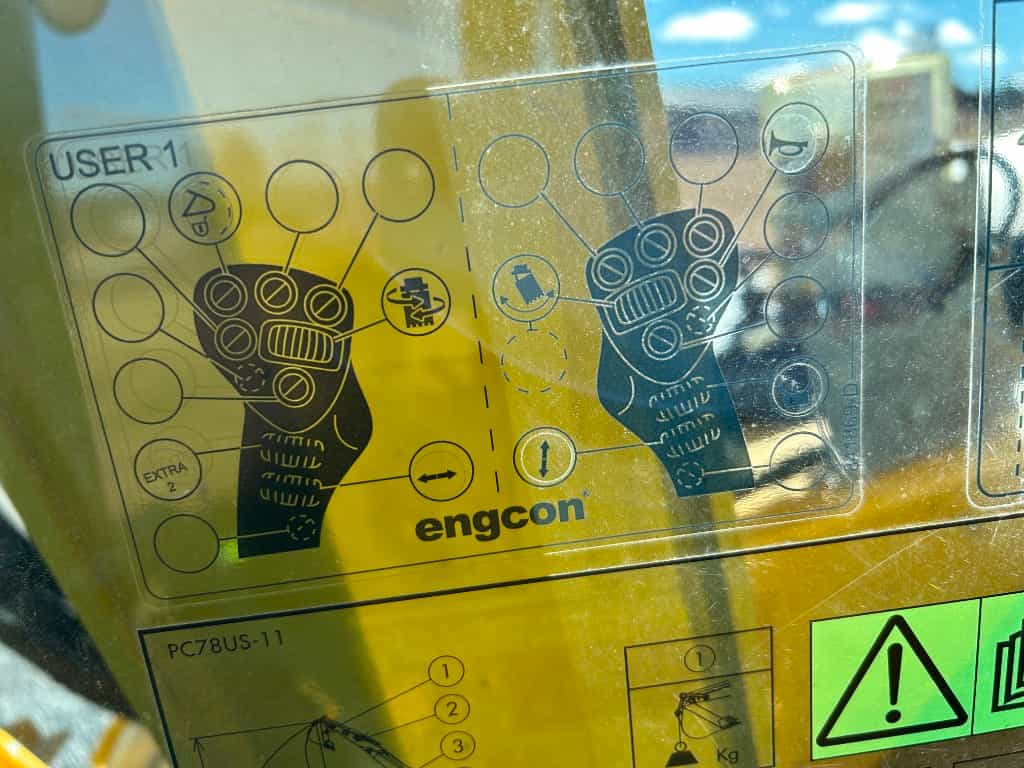 USER 1
EXTRA
2
engcon
PC78US-11
1
2
3
1
Kg